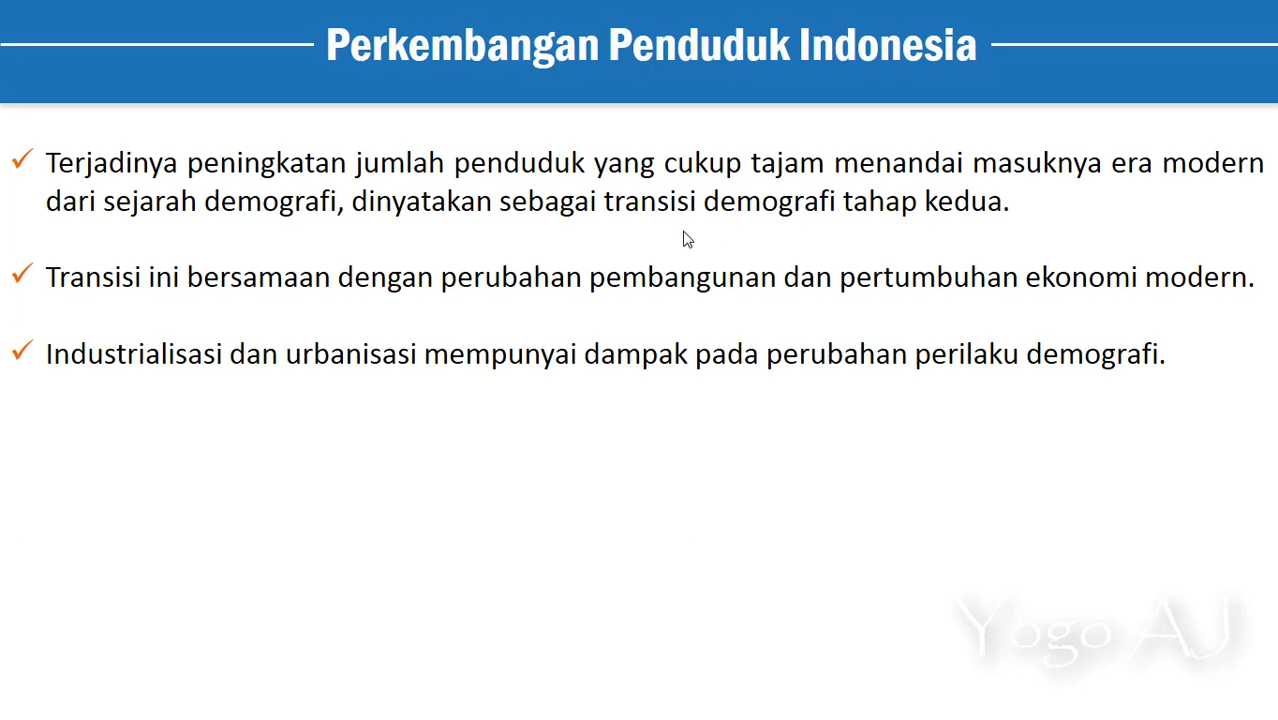 Perkembangan Penduduk Indonesia
Terjadinya peningkatan jumlah penduduk yang cukup tajam menandai masuknya era modern
dari sejarah demografi, dinyatakan sebagai transisi demografi tahap kedua.
Transisi ini bersamaan dengan perubahan pembangunan dan pertumbuhan ekonomi modern.
Industrialisasi dan urbanisasi mempunyai dampak pada perubahan perilaku demografi.
Yogo AJ